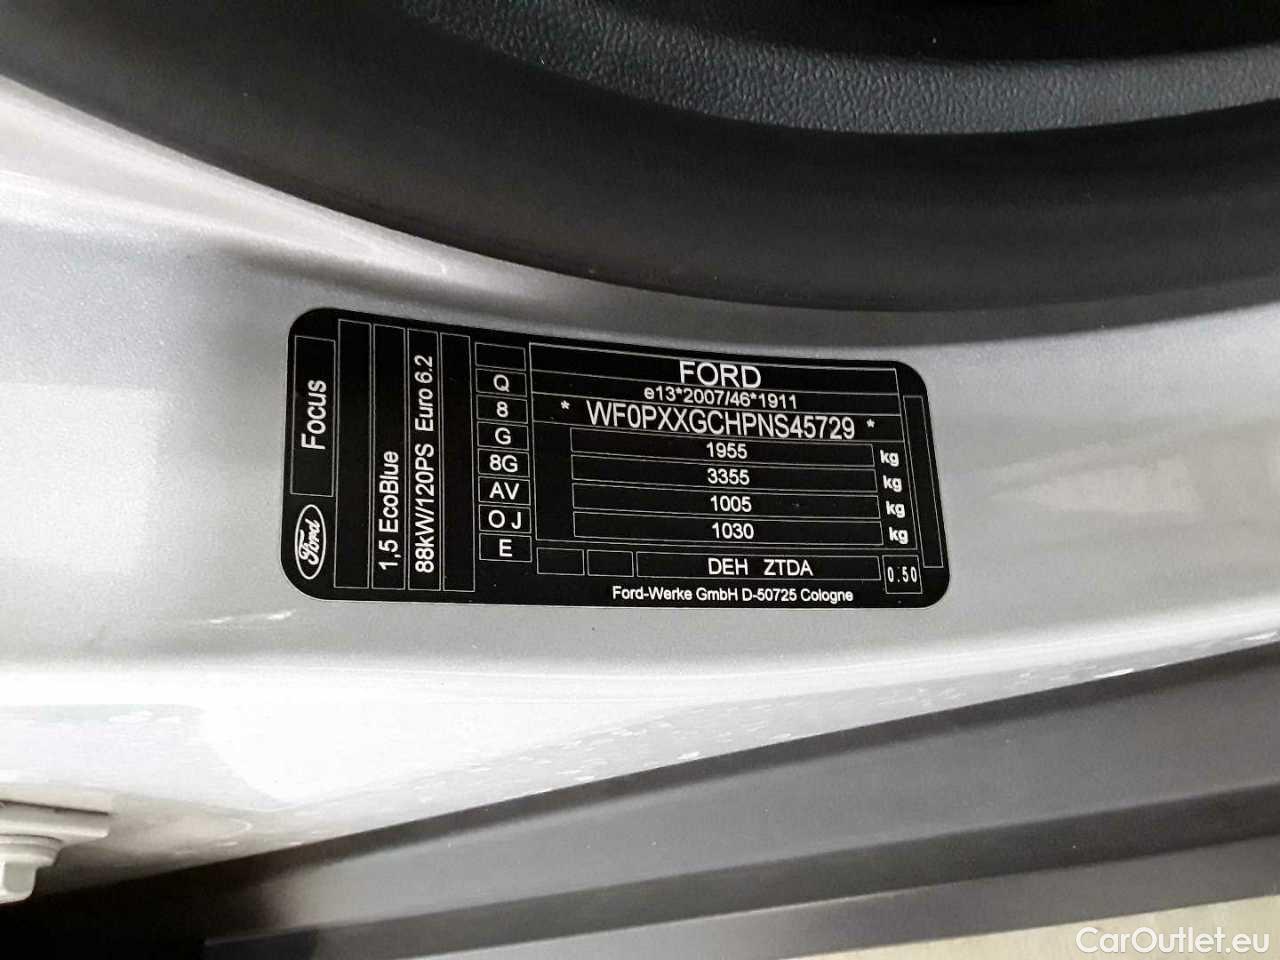 FORD
e13*2007/46*1911
* WF0PXXGCHPNS45729 *
1955 kg
3355 kg
1005 kg
1030 kg
DEH ZTDA
0.50
Ford-Werke GmbH D-50725 Cologne
Q
8
G
8G
AV
O J
E
Focus
Ford
1,5 EcoBlue
88kW/120PS Euro 6.2
CarOutlet.eu